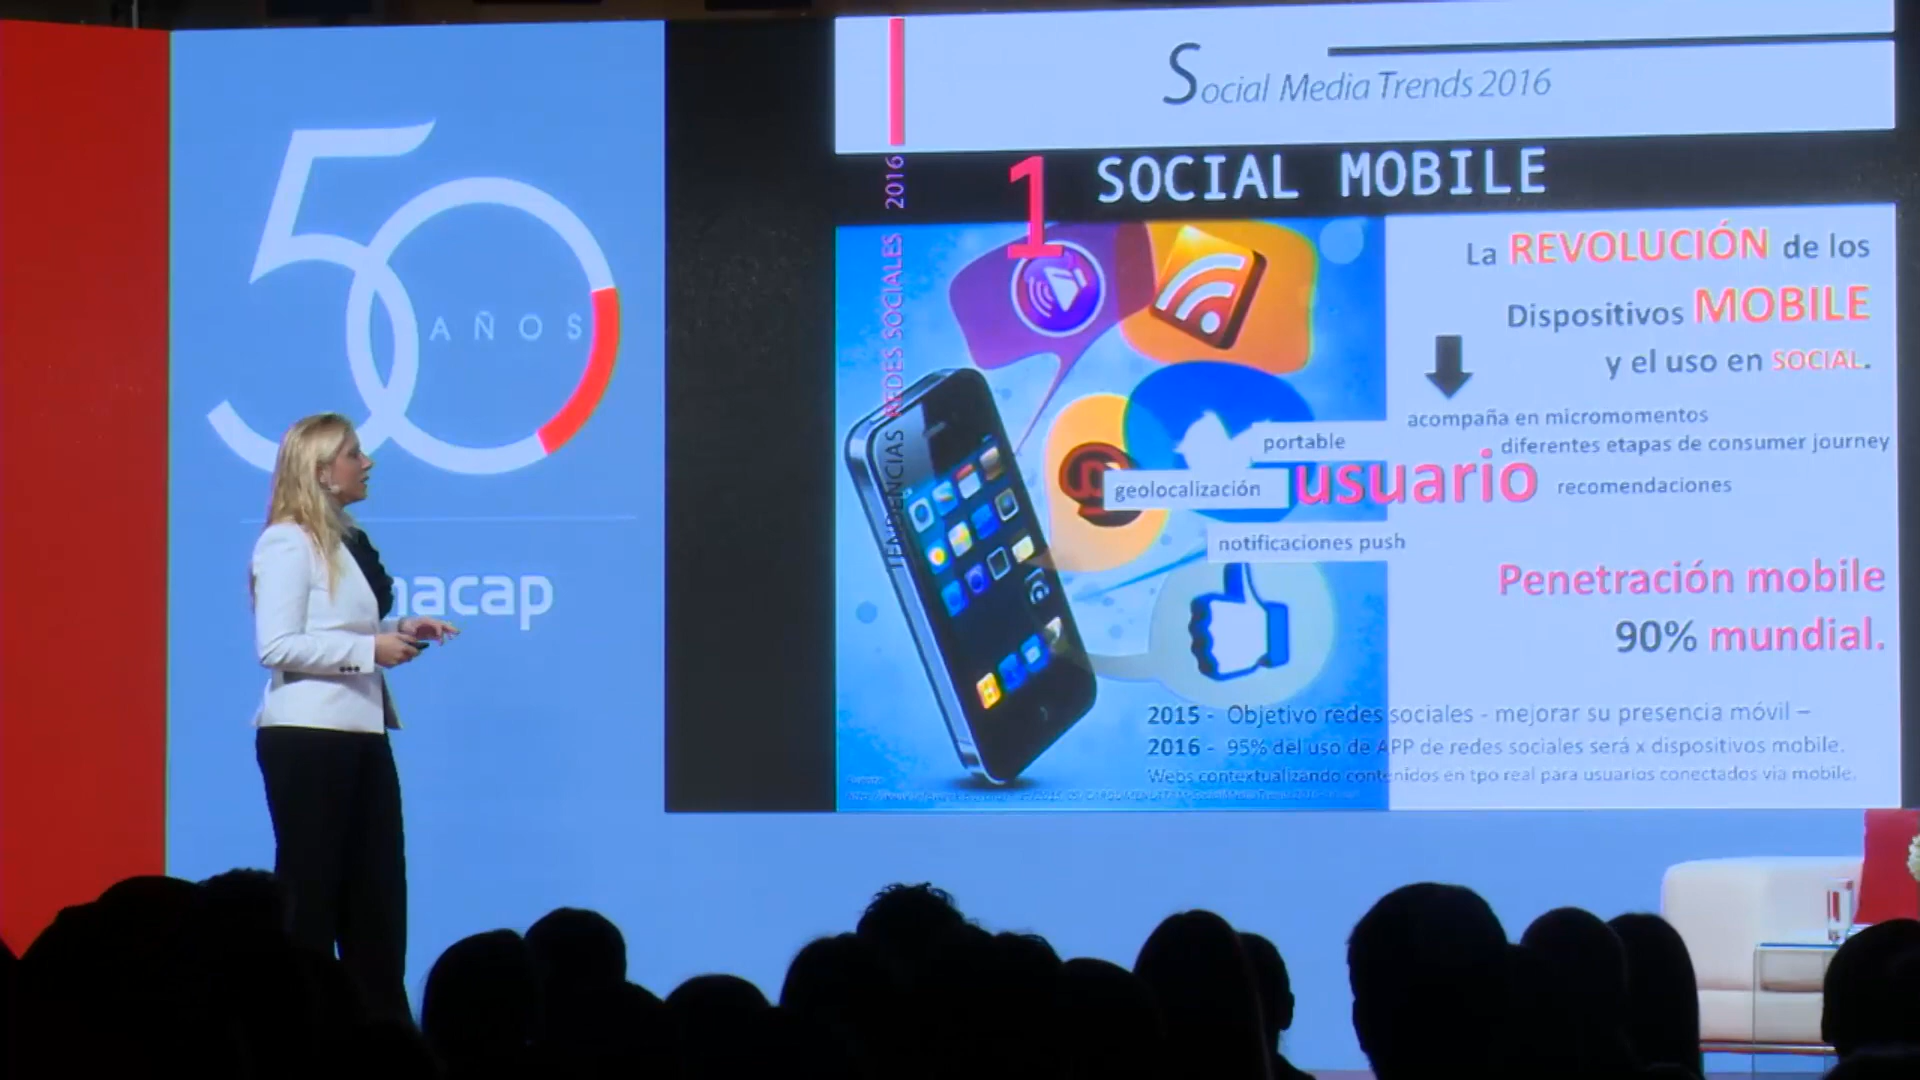 50
AÑOS
nacap
Social Media Trends 2016
TENDENCIAS REDES SOCIALES 2016
1 SOCIAL MOBILE
La REVOLUCIÓN de los
Dispositivos MOBILE
y el uso en SOCIAL.
acompaña en micromomentos
portable
diferentes etapas de consumer journey
geolocalización
usuario
recomendaciones
notificaciones push
Penetración mobile
90% mundial.
2015 - Objetivo redes sociales - mejorar su presencia móvil –
2016 - 95% del uso de APP de redes sociales será x dispositivos mobile.
Webs contextualizando contenidos en tpo real para usuarios conectados via mobile.